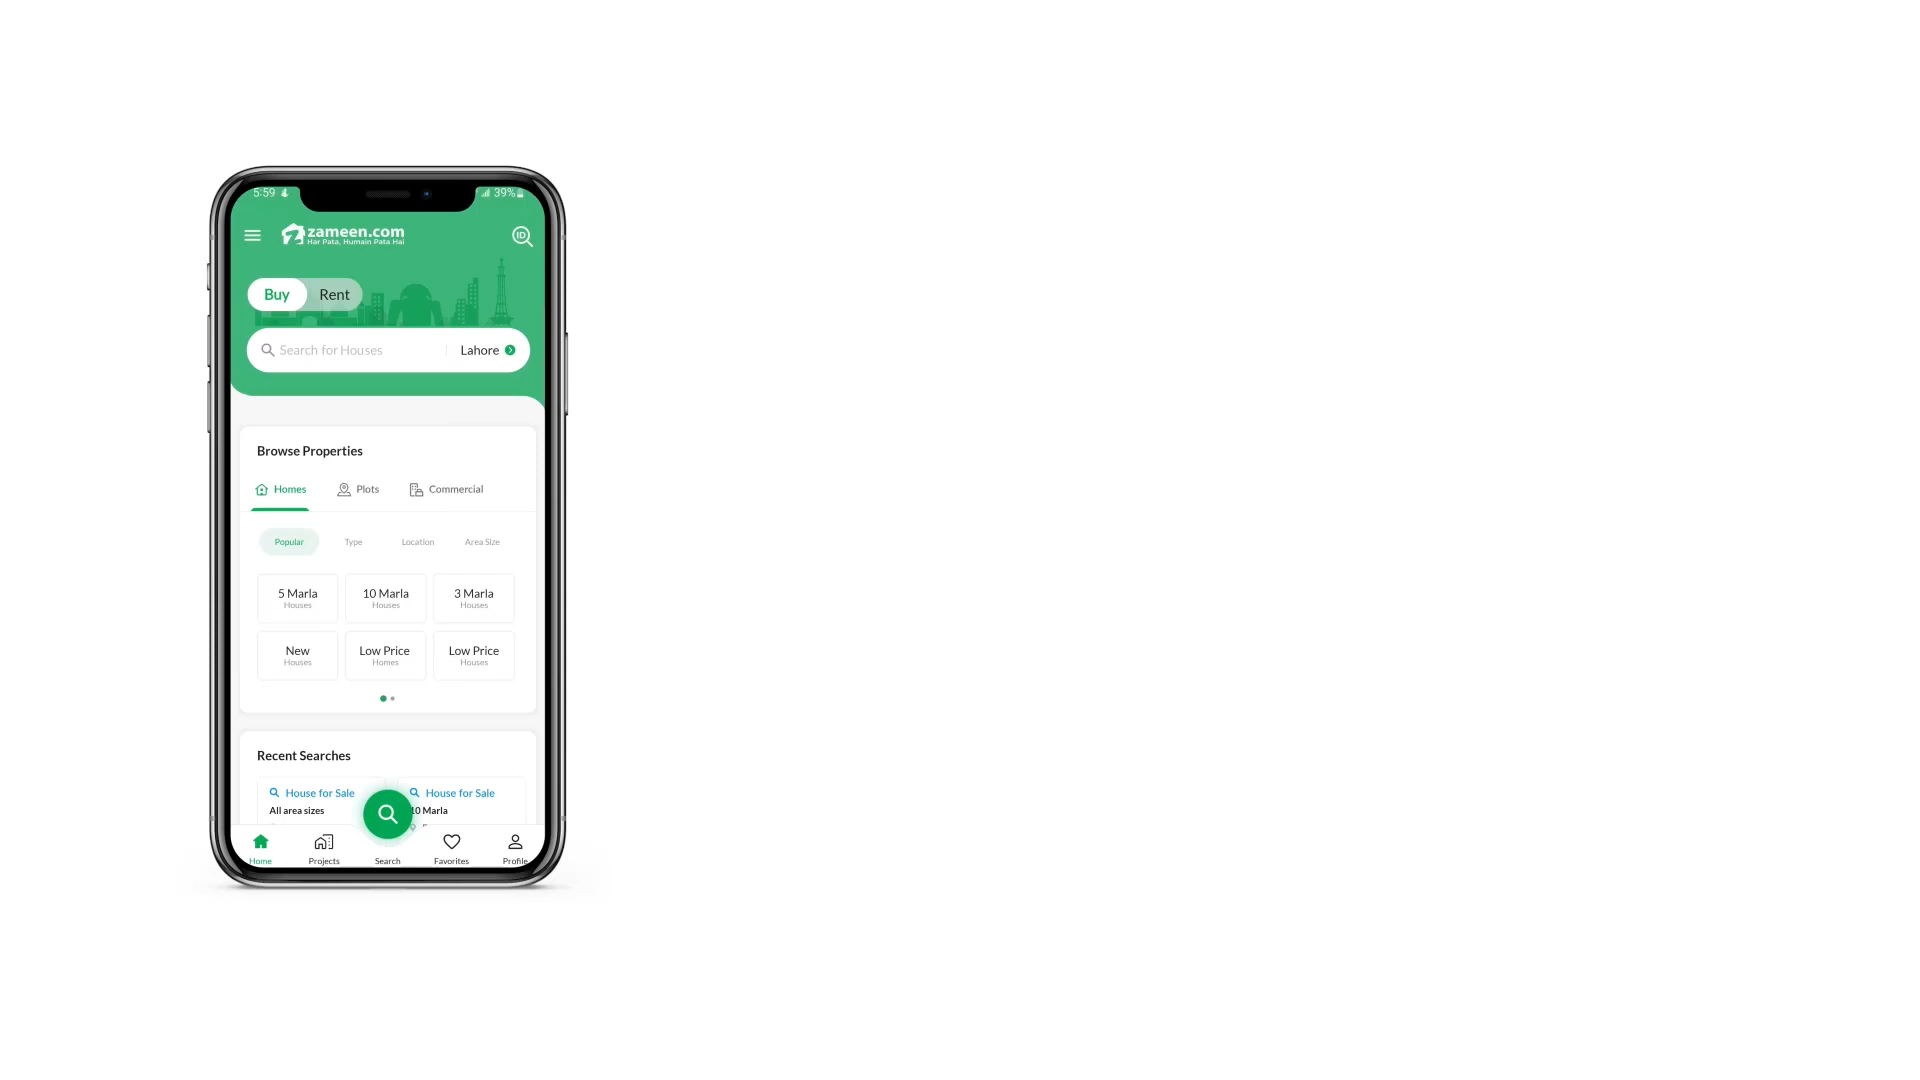 5:59
39%
zameen.com
Har Pata, Humain Pata Hai
ID
Buy
Rent
Search for Houses
Lahore
Browse Properties
Homes
Plots
Commercial
Popular
Type
Location
Area Size
5 Marla
Houses
10 Marla
Houses
3 Marla
Houses
New
Houses
Low Price
Homes
Low Price
Houses
Recent Searches
House for Sale
All area sizes
House for Sale
10 Marla
Home
Projects
Search
Favorites
Profile